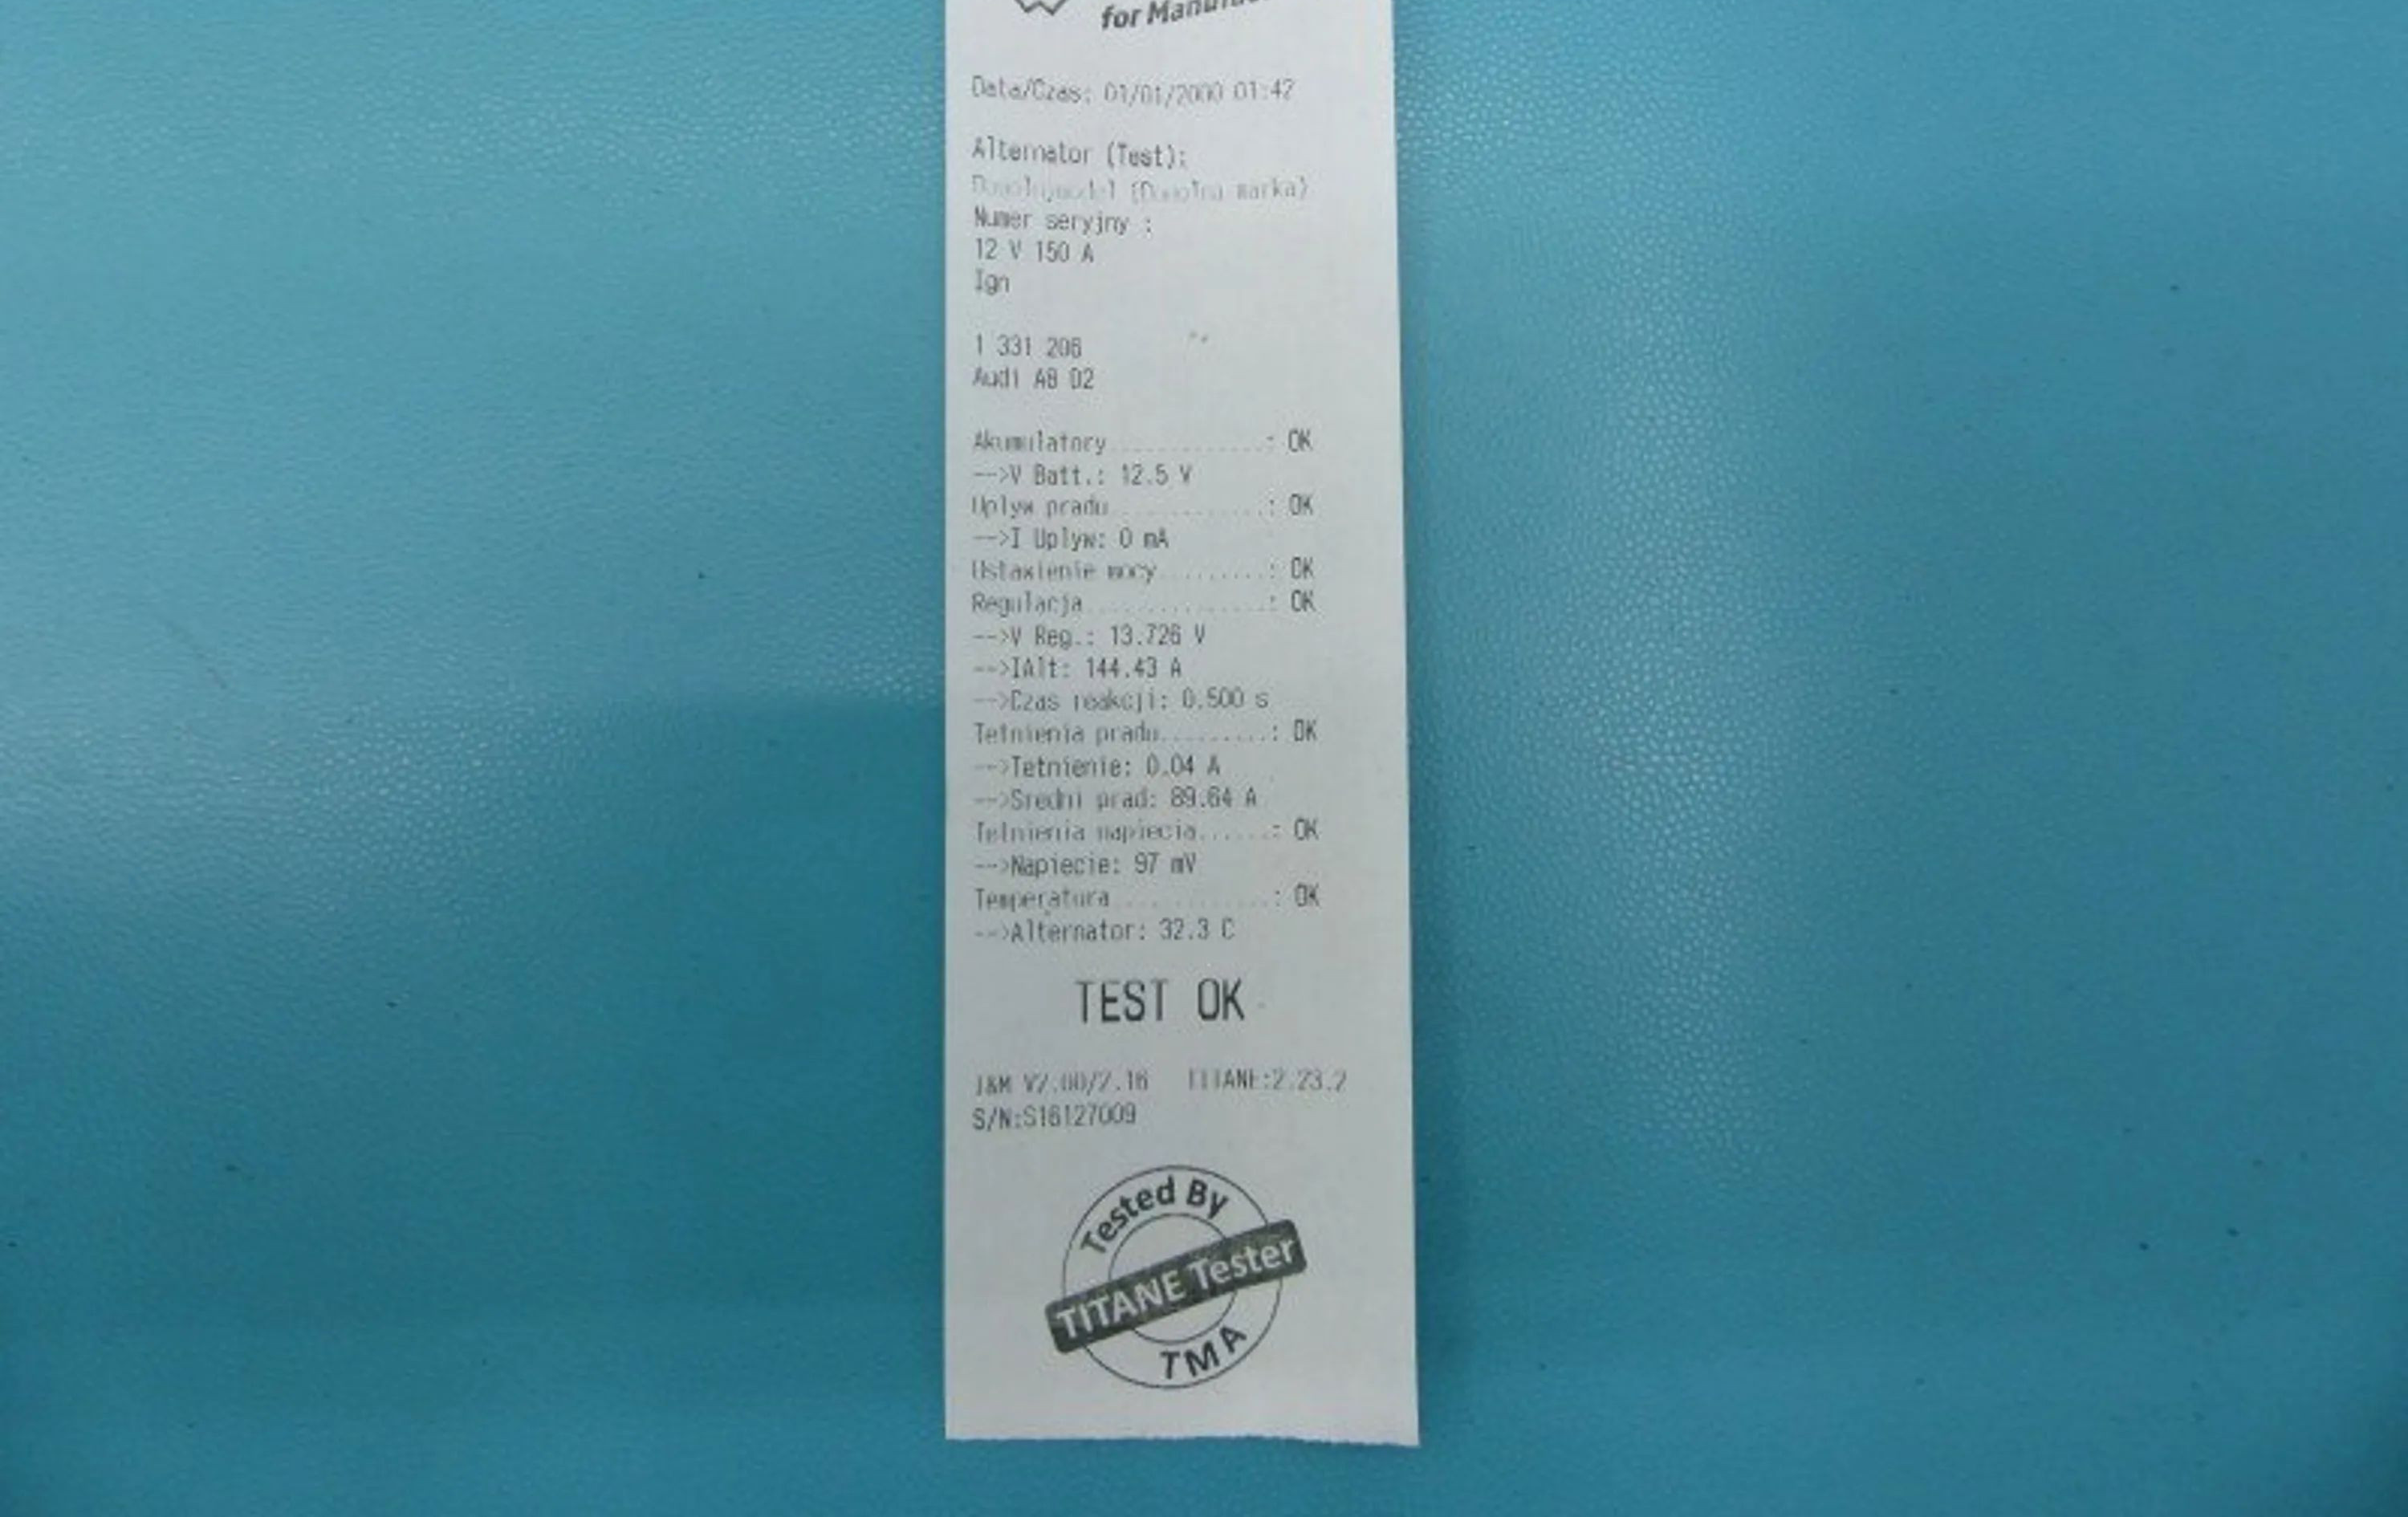 for
Data/Czas: 01/01/2000 01:42
Alternator (Test):
marka)
Numer seryjny :
12 V 150 A
Ign
1 331 206
Audi A8 D2
Akumulatory.............: OK
-->V Batt.: 12.5 V
Uplyw pradu.............: OK
-->I Uplyw: 0 mA
Ustawienie mocy.........: OK
Regulacja...............: OK
-->V Reg.: 13.726 V
-->IAlt: 144.43 A
-->Czas reakcji: 0.500 s
Tetnienia pradu.........: OK
-->Tetnienie: 0.04 A
-->Sredni prad: 89.64 A
Tetnienia napiecia......: OK
-->Napiecie: 97 mV
Temperatura.............: OK
-->Alternator: 32.3 C
TEST OK
J&M V2.00/2.16 TITANE:2.23.2
S/N:S16127009
Tested By
TITANE Tester
TMA